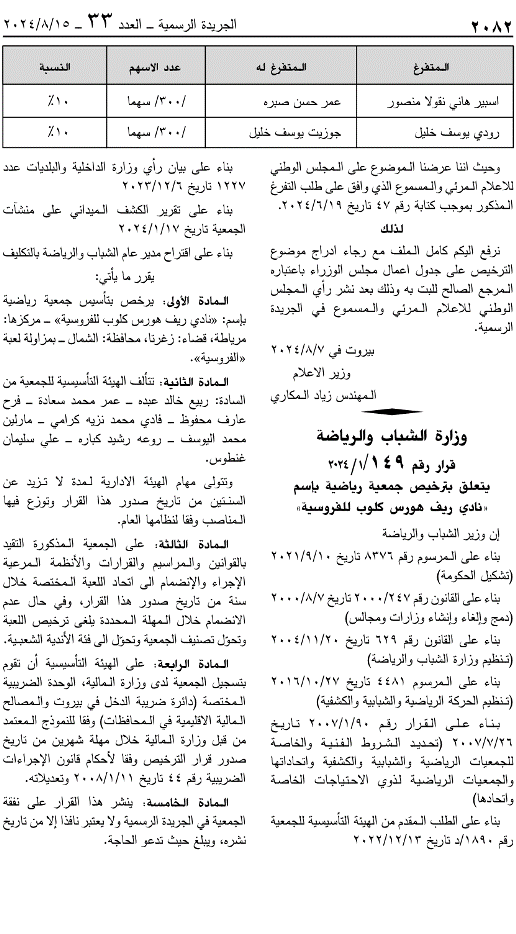 ٢٠٨٢
الجريدة الرسمية ــ العدد ٣٣ ــ ٢٠٢٤/٨/١٥
المتفرغ
المتفرغ له
عدد الاسهم
النسبة
اسبير هاني نقولا منصور
عمر حسن صبره
/٣٠٠/ سهما
١٠٪
رودي يوسف خليل
جوزيت يوسف خليل
/٣٠٠/ سهما
١٠٪
وحيث اننا عرضنا الموضوع على المجلس الوطني
للاعلام المرئي والمسموع الذي وافق على طلب التفرغ
المذكور بموجب كتابة رقم ٤٧ تاريخ ٢٠٢٤/٦/١٩.
لذلك
نرفع اليكم كامل الملف مع رجاء ادراج موضوع
الترخيص على جدول اعمال مجلس الوزراء باعتباره
المرجع الصالح للبت به وذلك بعد نشر رأي المجلس
الوطني للاعلام المرئي والمسموع في الجريدة
الرسمية.
بيروت في ٢٠٢٤/٨/٧
وزير الاعلام
المهندس زياد المكاري
وزارة الشباب والرياضة
قرار رقم ٢٠٢٤/١/١٤٩
يتعلق بترخيص جمعية رياضية بإسم
«نادي ريف هورس كلوب للفروسية»
إن وزير الشباب والرياضة
بناء على المرسوم رقم ٨٣٧٦ تاريخ ٢٠٢١/٩/١٠
(تشكيل الحكومة)
بناء على القانون رقم ٢٠٠٠/٢٤٧ تاريخ ٢٠٠٠/٨/٧
(دمج وإلغاء وإنشاء وزارات ومجالس)
بناء على القانون رقم ٦٢٩ تاريخ ٢٠٠٤/١١/٢٠
(تنظيم وزارة الشباب والرياضة)
بناء على المرسوم ٤٤٨١ تاريخ ٢٠١٦/١٠/٢٧
(تنظيم الحركة الرياضية والشبابية والكشفية)
بناء على القرار رقم ٢٠٠٧/١/٩٠ تاريخ
٢٠٠٧/٧/٢٦ (تحديد الشروط الفنية والخاصة
للجمعيات الرياضية والشبابية والكشفية واتحاداتها
والجمعيات الرياضية لذوي الاحتياجات الخاصة
واتحادها)
بناء على الطلب المقدم من الهيئة التأسيسية للجمعية
رقم ١٨٩٠/د تاريخ ٢٠٢٢/١٢/١٣
بناء على بيان رأي وزارة الداخلية والبلديات عدد
١٢٢٧ تاريخ ٢٠٢٣/١٢/٦
بناء على تقرير الكشف الميداني على منشآت
الجمعية تاريخ ٢٠٢٤/١/١٧
بناء على اقتراح مدير عام الشباب والرياضة بالتكليف
يقرر ما يأتي:
المادة الأولى: يرخص بتأسيس جمعية رياضية
بإسم: «نادي ريف هورس كلوب للفروسية» ــ مركزها:
مرياطة، قضاء: زغرتا، محافظة: الشمال ــ بمزاولة لعبة
«الفروسية».
المادة الثانية: تتألف الهيئة التأسيسية للجمعية من
السادة: ربيع خالد عبده ــ عمر محمد سعادة ــ فرح
عارف محفوظ ــ فادي محمد نزيه كرامي ــ مارلين
محمد اليوسف ــ روعه رشيد كباره ــ علي سليمان
غنطوس.
وتتولى مهام الهيئة الادارية لمدة لا تزيد عن
السنتين من تاريخ صدور هذا القرار وتوزع فيها
المناصب وفقا لنظامها العام.
المادة الثالثة: على الجمعية المذكورة التقيد
بالقوانين والمراسيم والقرارات والأنظمة المرعية
الإجراء والإنضمام الى اتحاد اللعبة المختصة خلال
سنة من تاريخ صدور هذا القرار، وفي حال عدم
الانضمام خلال المهلة المحددة يلغى ترخيص اللعبة
وتحوّل تصنيف الجمعية وتحوّل الى فئة الأندية الشعبية.
المادة الرابعة: على الهيئة التأسيسية أن تقوم
بتسجيل الجمعية لدى وزارة المالية، الوحدة الضريبية
المختصة (دائرة ضريبة الدخل في بيروت والمصالح
المالية الاقليمية في المحافظات) وفقا للنموذج المعتمد
من قبل وزارة المالية خلال مهلة شهرين من تاريخ
صدور قرار الترخيص وفقا لأحكام قانون الإجراءات
الضريبية رقم ٤٤ تاريخ ٢٠٠٨/١/١١ وتعديلاته.
المادة الخامسة: ينشر هذا القرار على نفقة
الجمعية في الجريدة الرسمية ولا يعتبر نافذا إلا من تاريخ
نشره، ويبلغ حيث تدعو الحاجة.